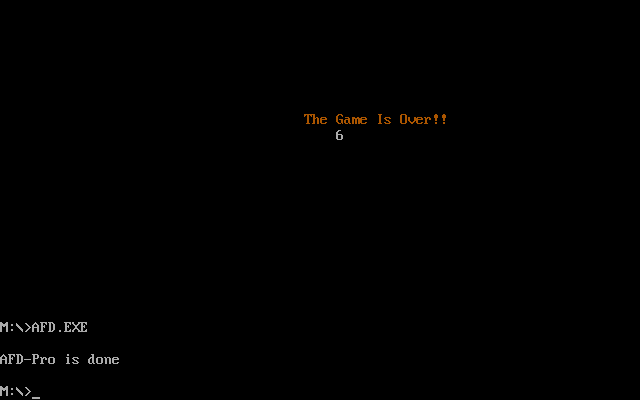 The Game Is Over!!
6
M:\>AFD.EXE
AFD-Pro is done
M:\>_